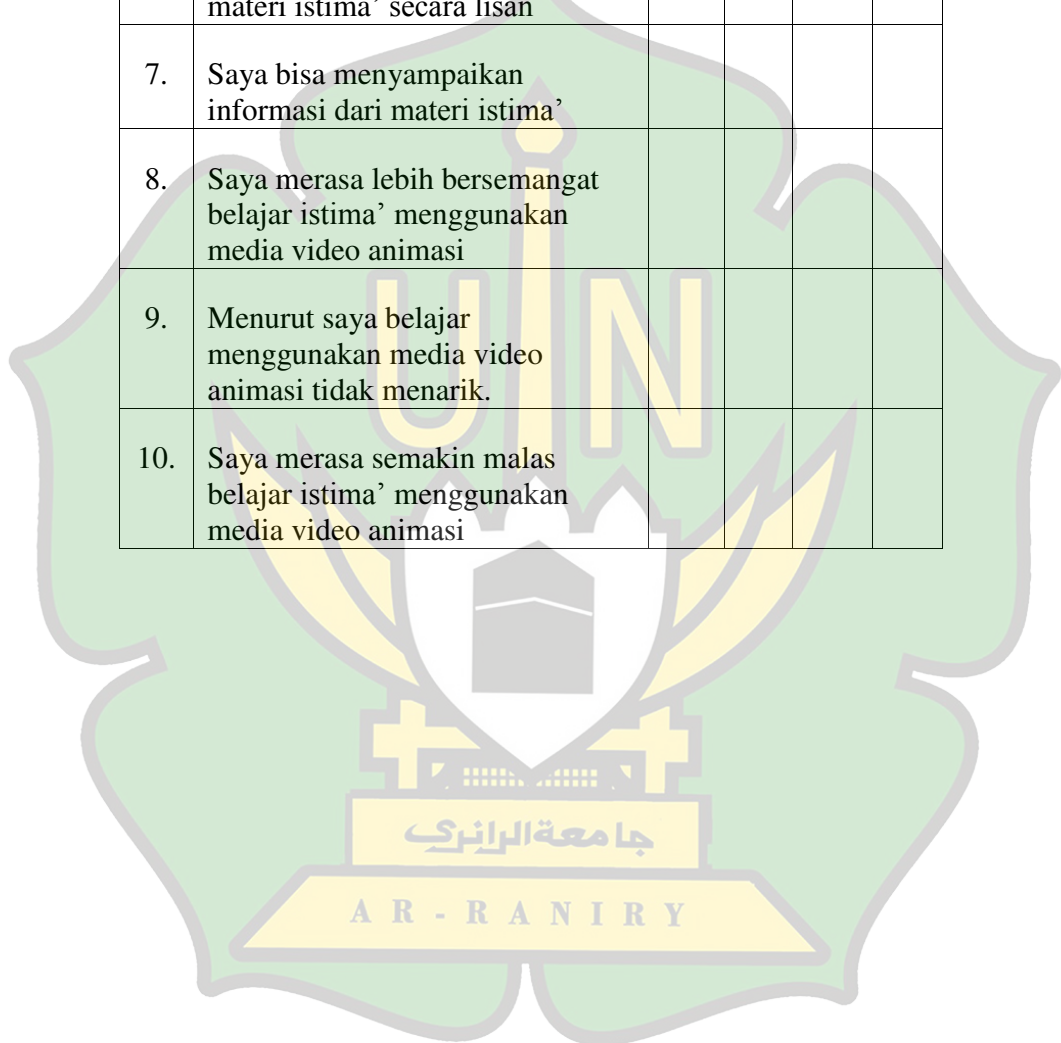 materi istima’ secara lisan
7. Saya bisa menyampaikan
informasi dari materi istima’
8. Saya merasa lebih bersemangat
belajar istima’ menggunakan
media video animasi
9. Menurut saya belajar
menggunakan media video
animasi tidak menarik.
10. Saya merasa semakin malas
belajar istima’ menggunakan
media video animasi
UIN
جامعة الرانري
AR-RANIRY